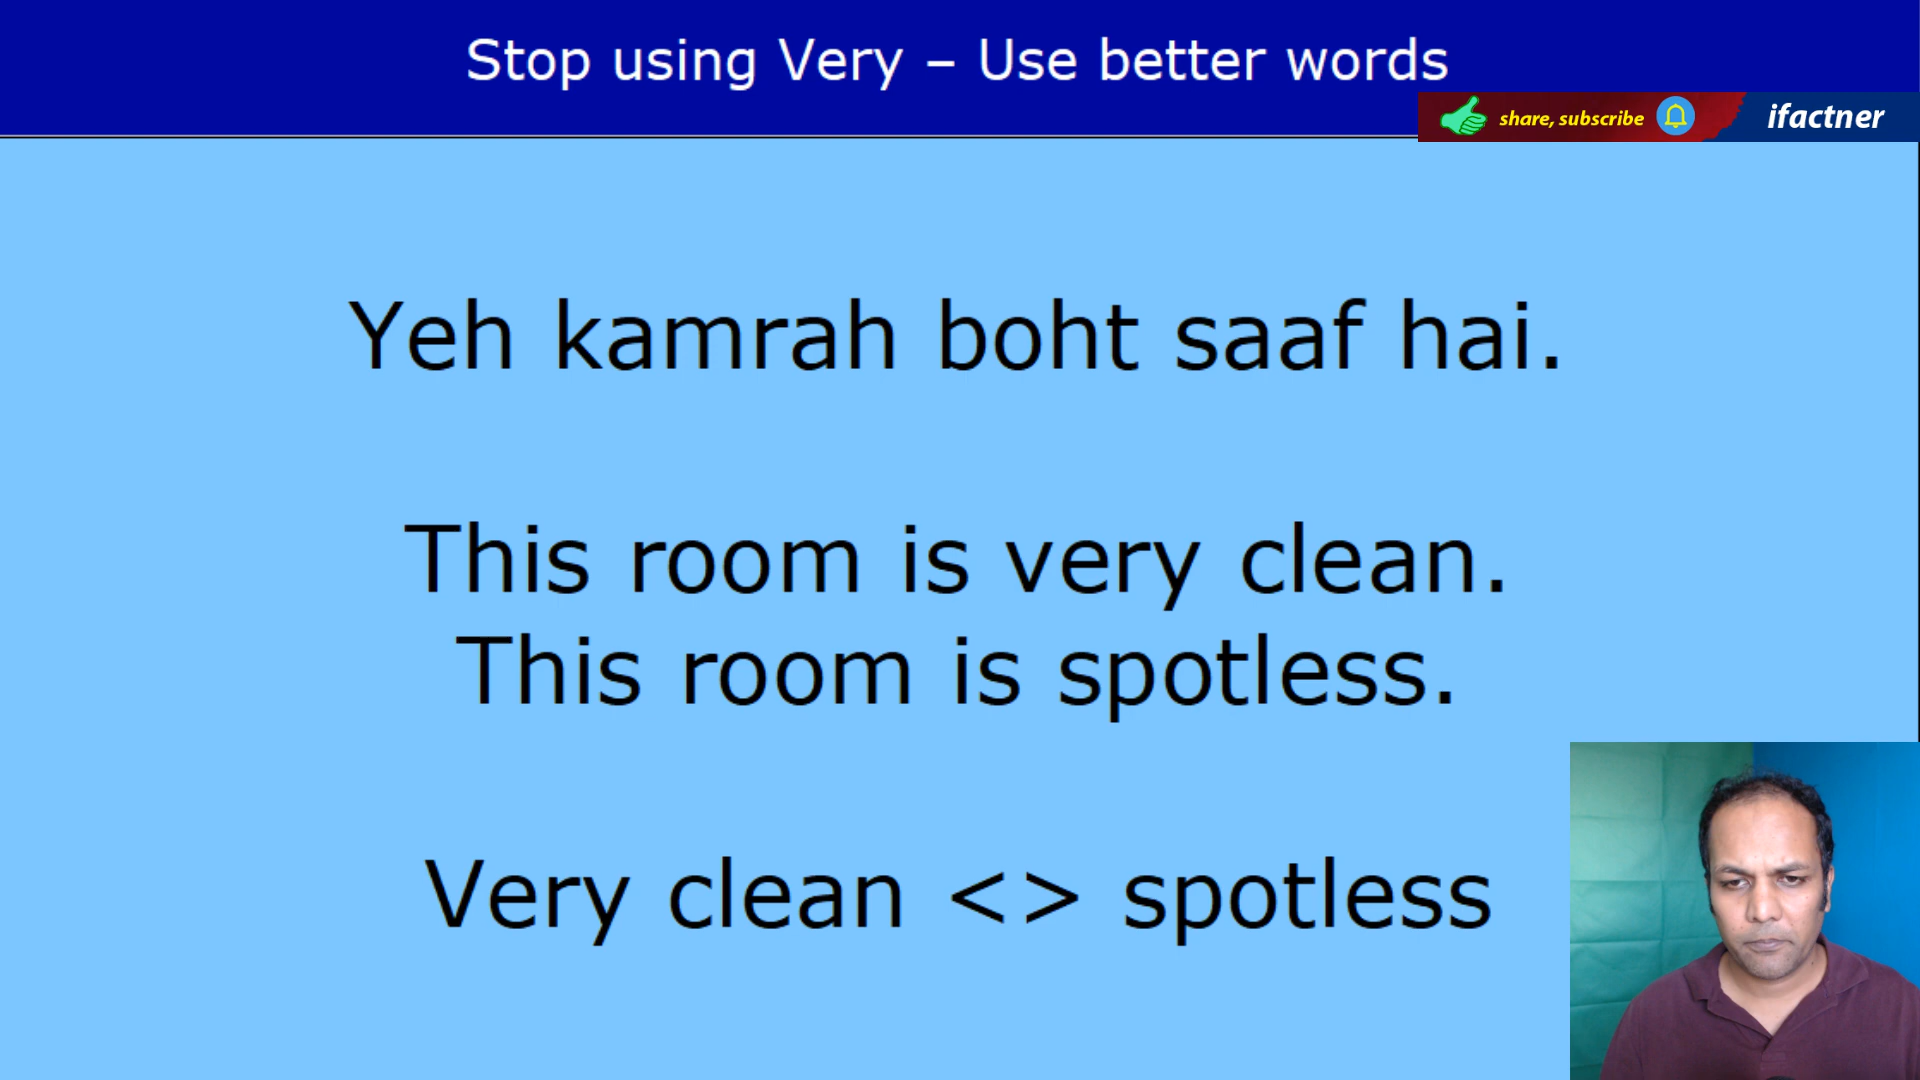 Stop using Very – Use better words
share, subscribe
ifactner
Yeh kamrah boht saaf hai.
This room is very clean.
This room is spotless.
Very clean <> spotless